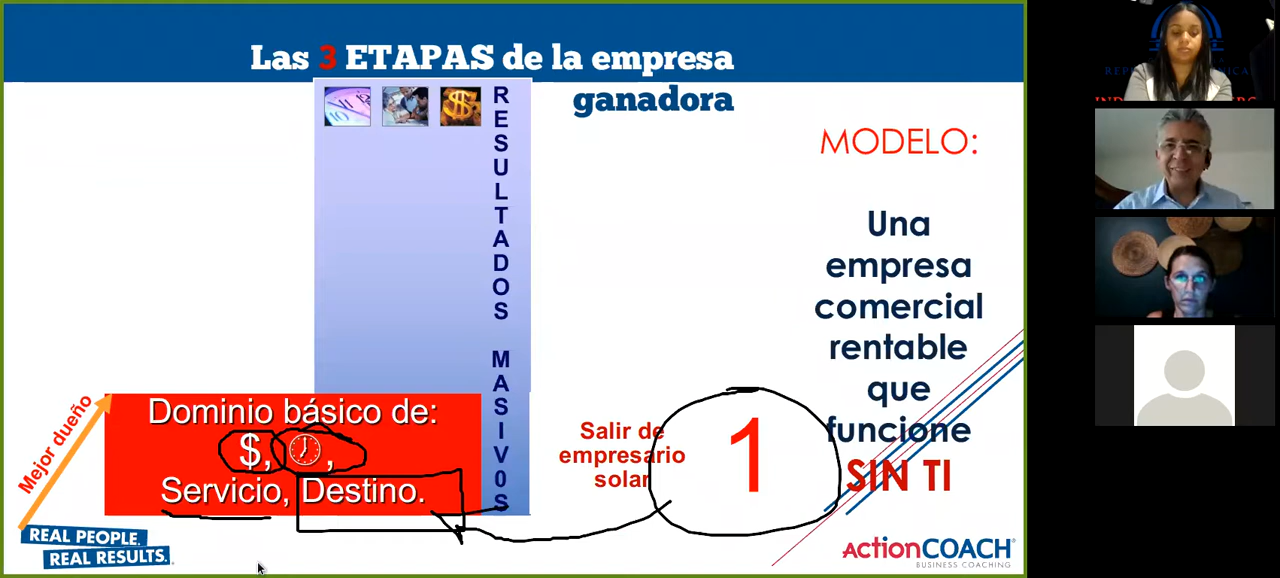 Las 3 ETAPAS de la empresa
ganadora
RESULTADOS MASIV0S
MODELO:
Una
empresa
comercial
rentable
que
funcione
SIN TI
Mejor dueño
Dominio básico de:
$, ,
Servicio, Destino.
Salir de
empresario
solar
1
REAL PEOPLE.
REAL RESULTS.
ActionCOACH®
BUSINESS COACHING